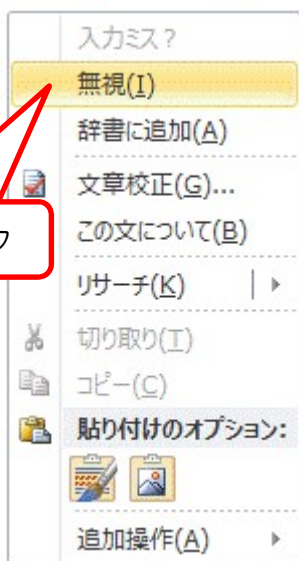 入力ミス?
無視(I)
辞書に追加(A)
文章校正(G)...
この文について(B)
リサーチ(K)
切り取り(T)
コピー(C)
貼り付けのオプション:
追加操作(A)